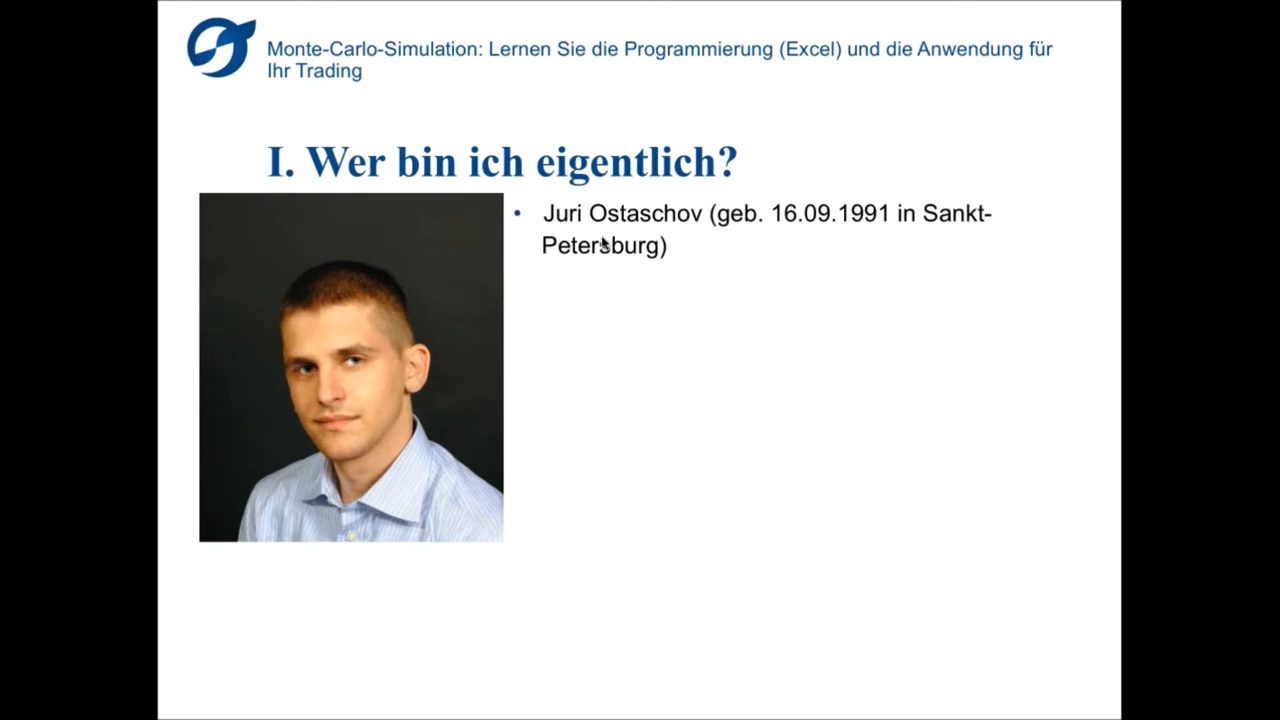 Monte-Carlo-Simulation: Lernen Sie die Programmierung (Excel) und die Anwendung für
Ihr Trading
I. Wer bin ich eigentlich?
• Juri Ostaschov (geb. 16.09.1991 in Sankt-
Petersburg)